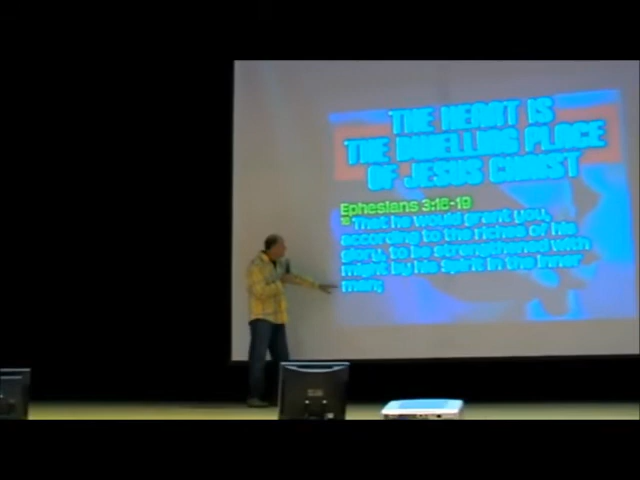 THE HEART IS
THE DWELLING PLACE
OF JESUS CHRIST
Ephesians 3:16-19
16 That he would grant you,
according to the riches of his
glory, to be strengthened with
might by his spirit in the inner
man;